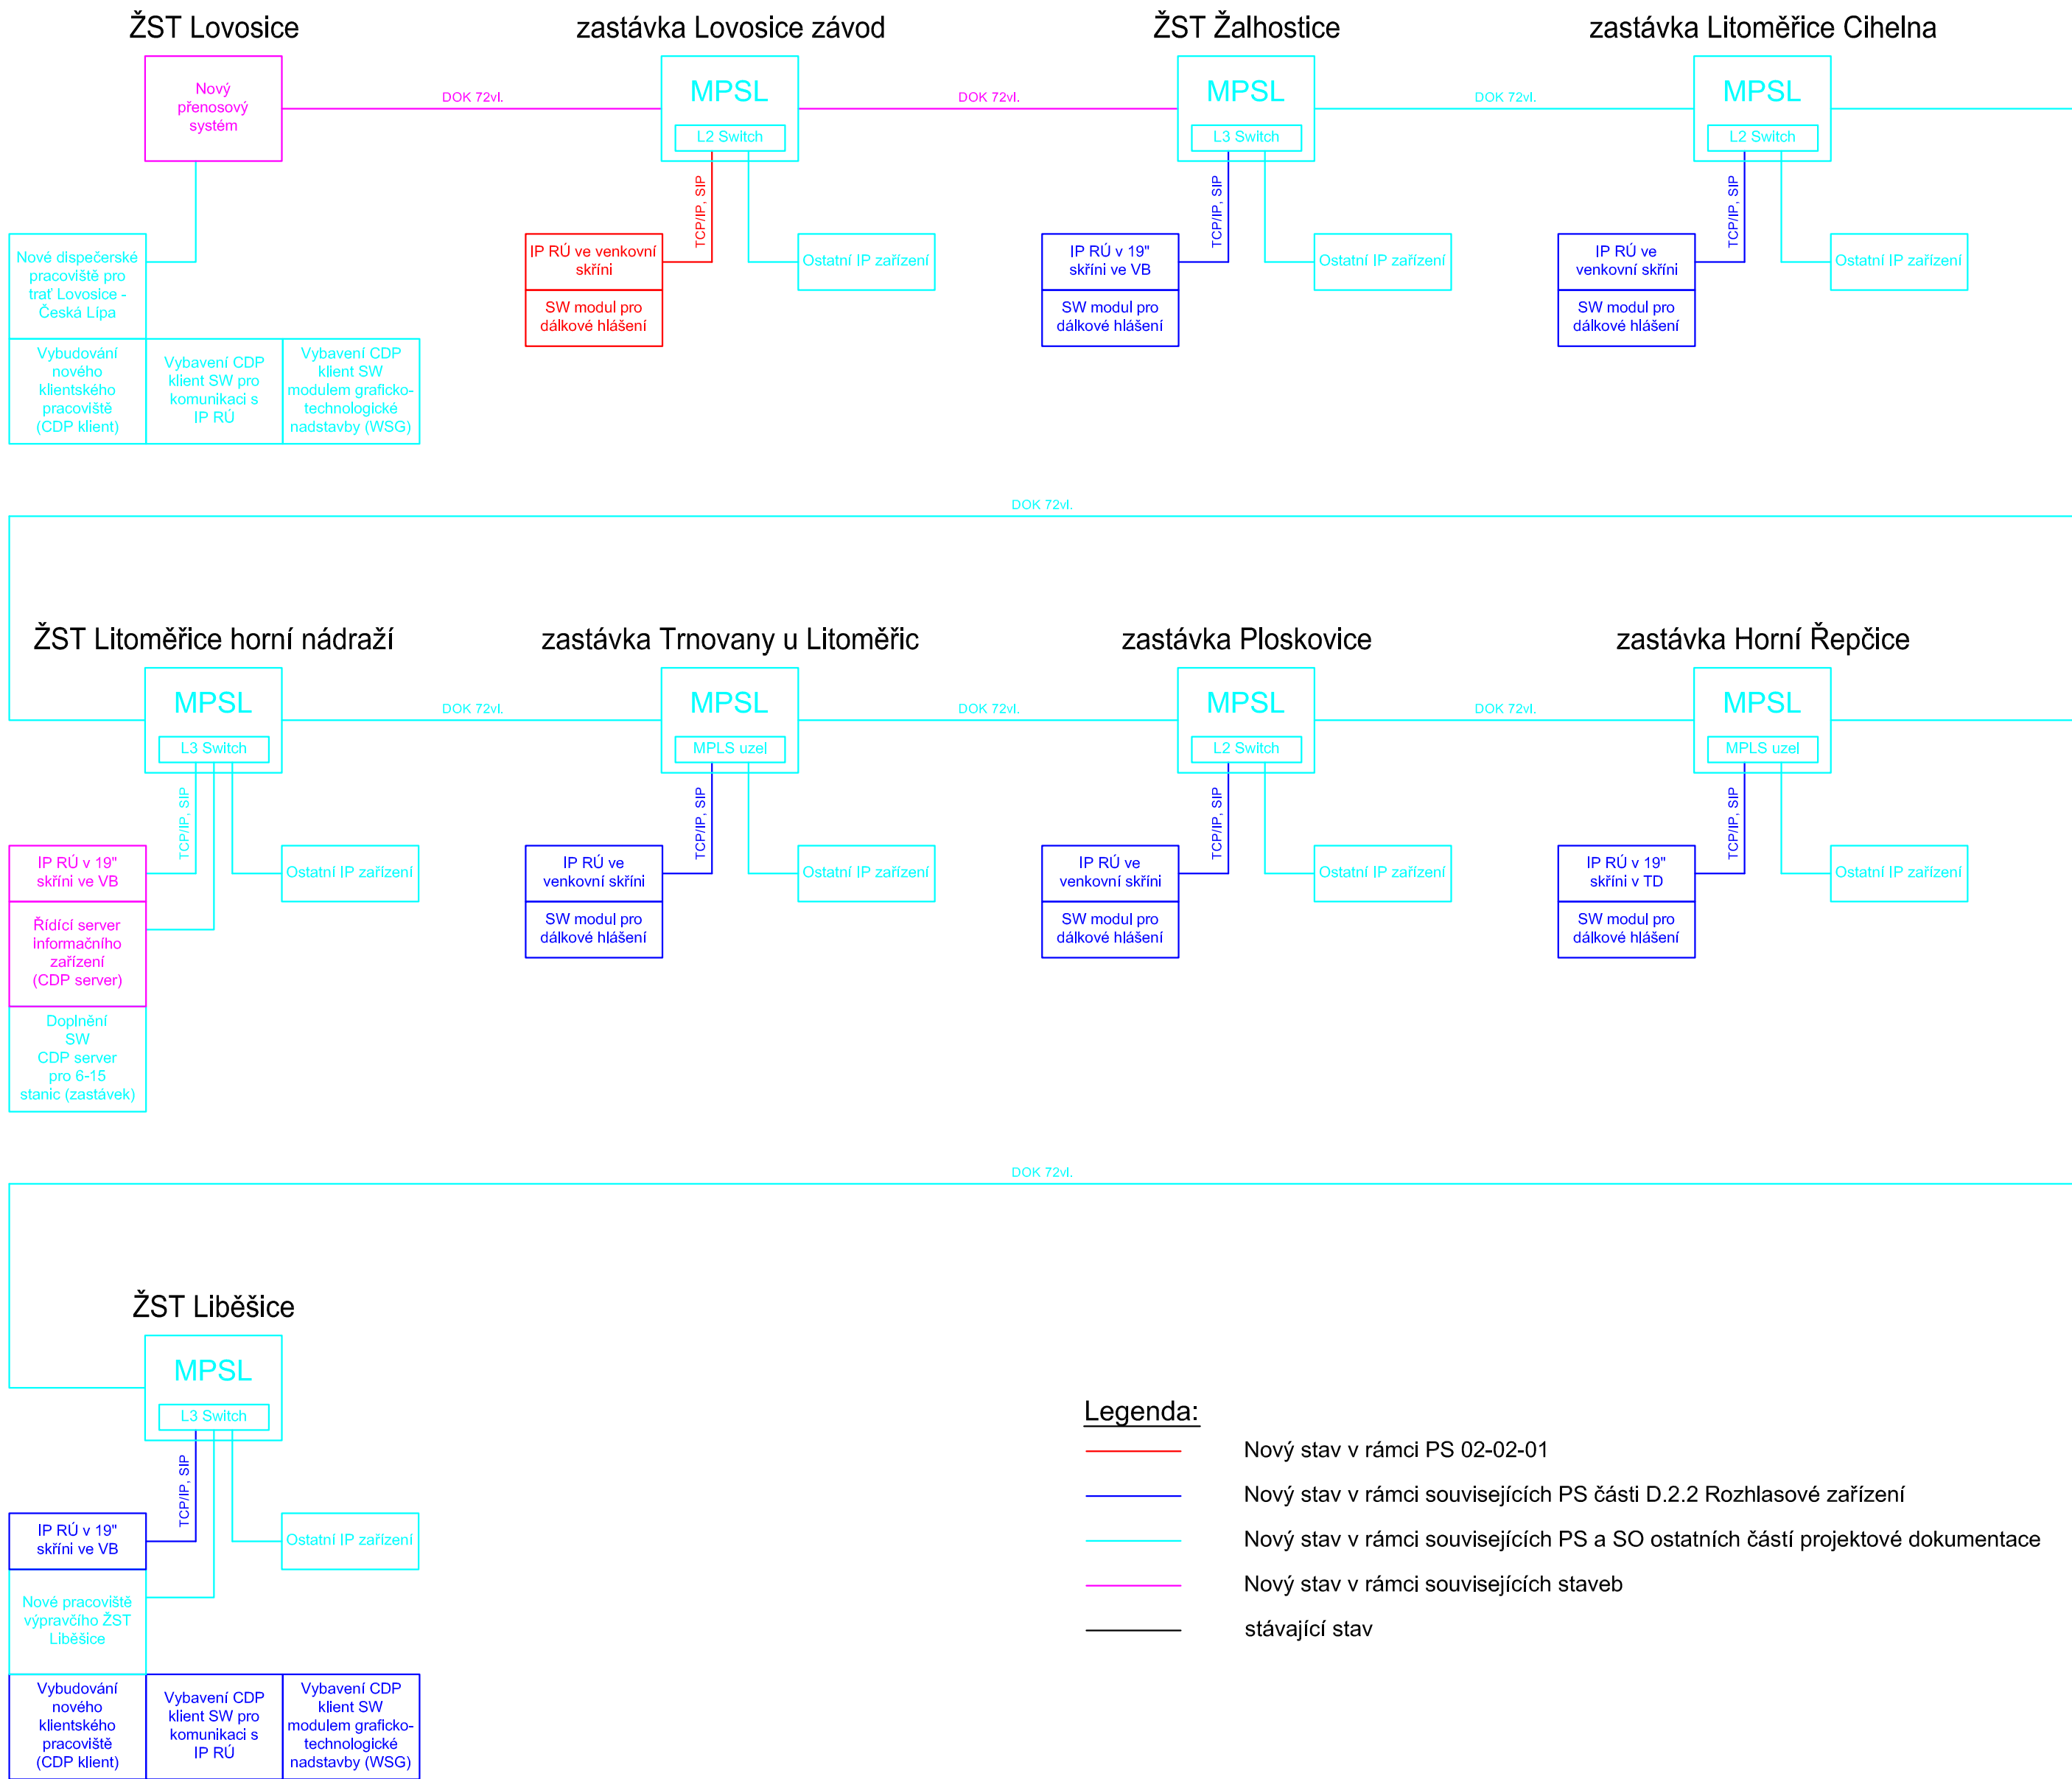 ŽST Lovosice
zastávka Lovosice závod
ŽST Žalhostice
zastávka Litoměřice Cihelna
Nový
přenosový
systém
DOK 72vl.
MPSL
L2 Switch
DOK 72vl.
MPSL
L3 Switch
DOK 72vl.
MPSL
L2 Switch
TCP/IP, SIP
TCP/IP, SIP
TCP/IP, SIP
Nové dispečerské
pracoviště pro
trať Lovosice -
Česká Lípa
IP RÚ ve venkovní
skříni
SW modul pro
dálkové hlášení
Ostatní IP zařízení
IP RÚ v 19"
skříni ve VB
SW modul pro
dálkové hlášení
Ostatní IP zařízení
IP RÚ ve
venkovní skříni
SW modul pro
dálkové hlášení
Ostatní IP zařízení
Vybudování
nového
klientského
pracoviště
(CDP klient)
Vybavení CDP
klient SW pro
komunikaci s
IP RÚ
Vybavení CDP
klient SW
modulem graficko-
technologické
nadstavby (WSG)
DOK 72vl.
ŽST Litoměřice horní nádraží
zastávka Trnovany u Litoměřic
zastávka Ploskovice
zastávka Horní Řepčice
MPSL
L3 Switch
DOK 72vl.
MPSL
MPLS uzel
DOK 72vl.
MPSL
L2 Switch
DOK 72vl.
MPSL
MPLS uzel
TCP/IP, SIP
TCP/IP, SIP
TCP/IP, SIP
TCP/IP, SIP
IP RÚ v 19"
skříni ve VB
Řídící server
informačního
zařízení
(CDP server)
Doplnění
SW
CDP server
pro 6-15
stanic (zastávek)
Ostatní IP zařízení
IP RÚ ve
venkovní skříni
SW modul pro
dálkové hlášení
Ostatní IP zařízení
IP RÚ ve
venkovní skříni
SW modul pro
dálkové hlášení
Ostatní IP zařízení
IP RÚ v 19"
skříni v TD
SW modul pro
dálkové hlášení
Ostatní IP zařízení
DOK 72vl.
ŽST Liběšice
MPSL
L3 Switch
TCP/IP, SIP
IP RÚ v 19"
skříni ve VB
Ostatní IP zařízení
Nové pracoviště
výpravčího ŽST
Liběšice
Vybudování
nového
klientského
pracoviště
(CDP klient)
Vybavení CDP
klient SW pro
komunikaci s
IP RÚ
Vybavení CDP
klient SW
modulem graficko-
technologické
nadstavby (WSG)
Legenda:
Nový stav v rámci PS 02-02-01
Nový stav v rámci souvisejících PS části D.2.2 Rozhlasové zařízení
Nový stav v rámci souvisejících PS a SO ostatních částí projektové dokumentace
Nový stav v rámci souvisejících staveb
stávající stav